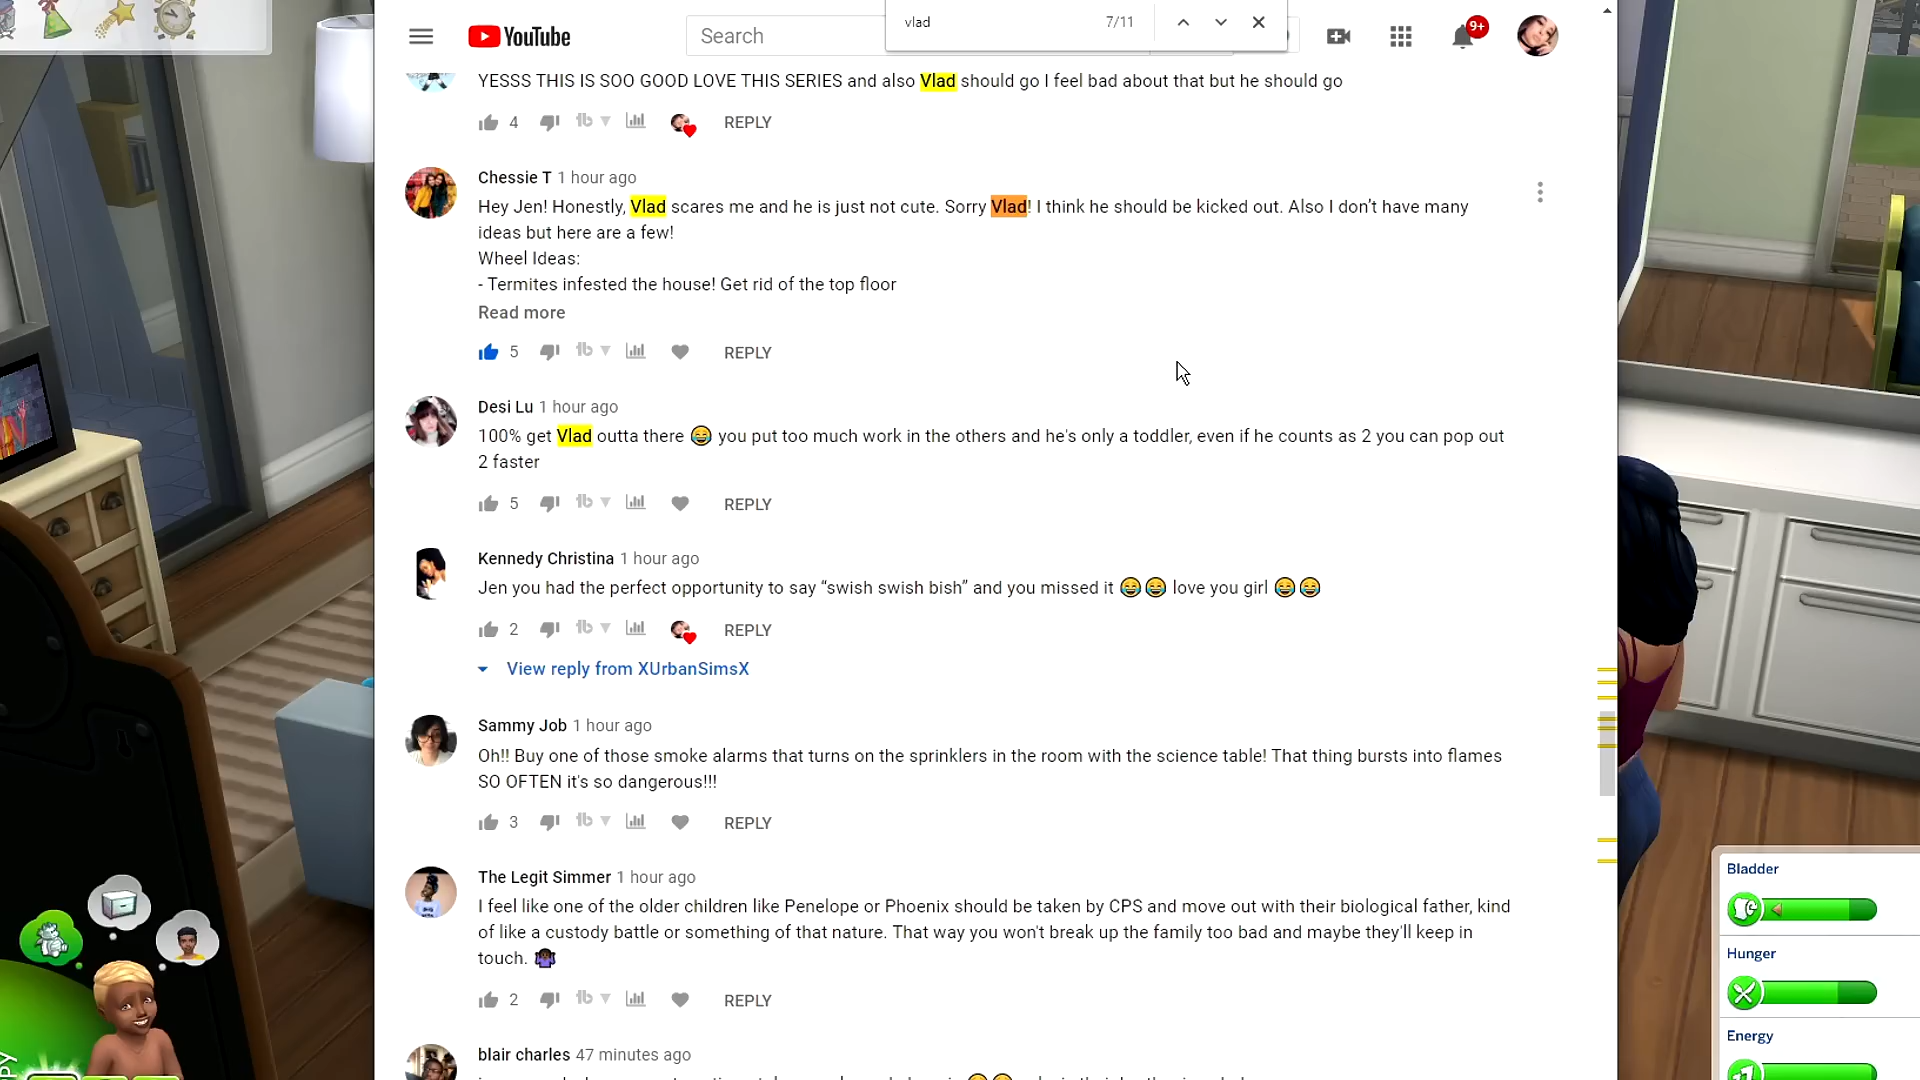 vlad 7/11
YouTube Search 9+
YESSS THIS IS SOO GOOD LOVE THIS SERIES and also Vlad should go I feel bad about that but he should go
4 REPLY
Chessie T 1 hour ago
Hey Jen! Honestly, Vlad scares me and he is just not cute. Sorry Vlad! I think he should be kicked out. Also I don't have many
ideas but here are a few!
Wheel Ideas:
- Termites infested the house! Get rid of the top floor
Read more
5 REPLY
Desi Lu 1 hour ago
100% get Vlad outta there 😂 you put too much work in the others and he's only a toddler, even if he counts as 2 you can pop out
2 faster
5 REPLY
Kennedy Christina 1 hour ago
Jen you had the perfect opportunity to say “swish swish bish” and you missed it 😂😂 love you girl 😂😂
2 REPLY
View reply from XUrbanSimsX
Sammy Job 1 hour ago
Oh!! Buy one of those smoke alarms that turns on the sprinklers in the room with the science table! That thing bursts into flames
SO OFTEN it's so dangerous!!!
3 REPLY
The Legit Simmer 1 hour ago
I feel like one of the older children like Penelope or Phoenix should be taken by CPS and move out with their biological father, kind
of like a custody battle or something of that nature. That way you won't break up the family too bad and maybe they'll keep in
touch. 🤷🏿‍♀️
2 REPLY
blair charles 47 minutes ago
Bladder
Hunger
Energy